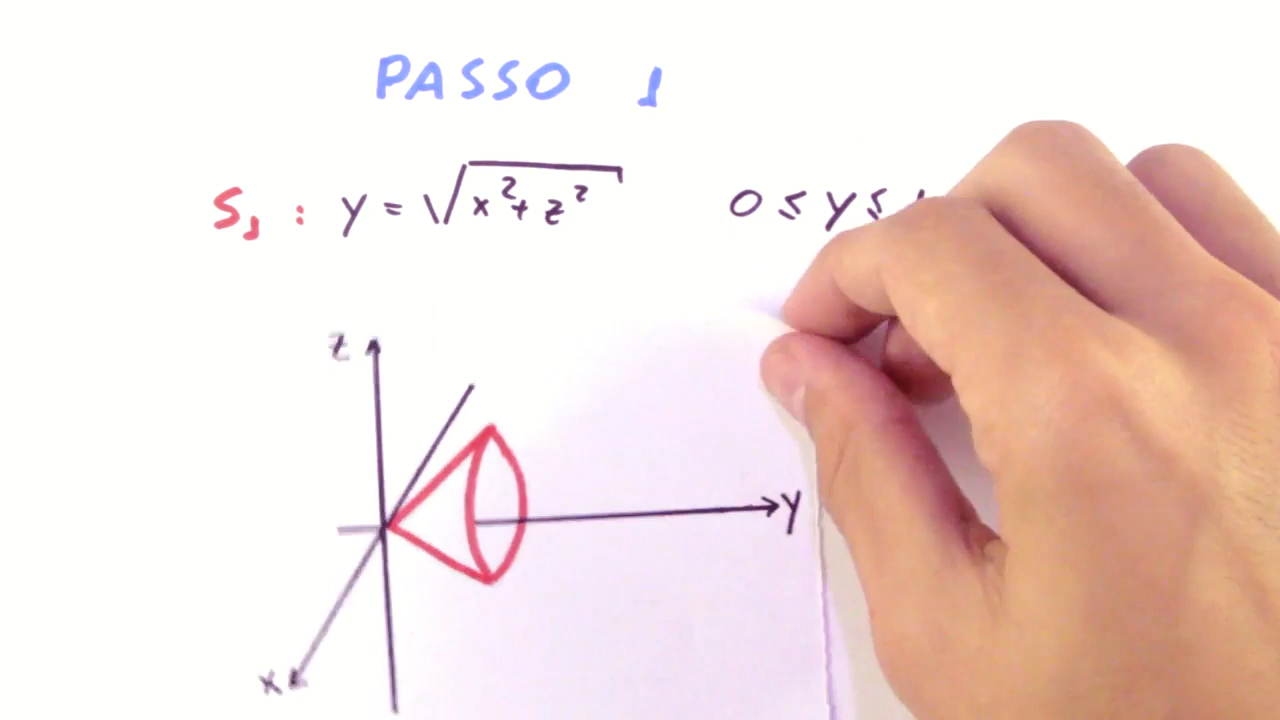 PASSO 1
S₁ : y = √x²+z² 0 ≤ y ≤
z
y
x